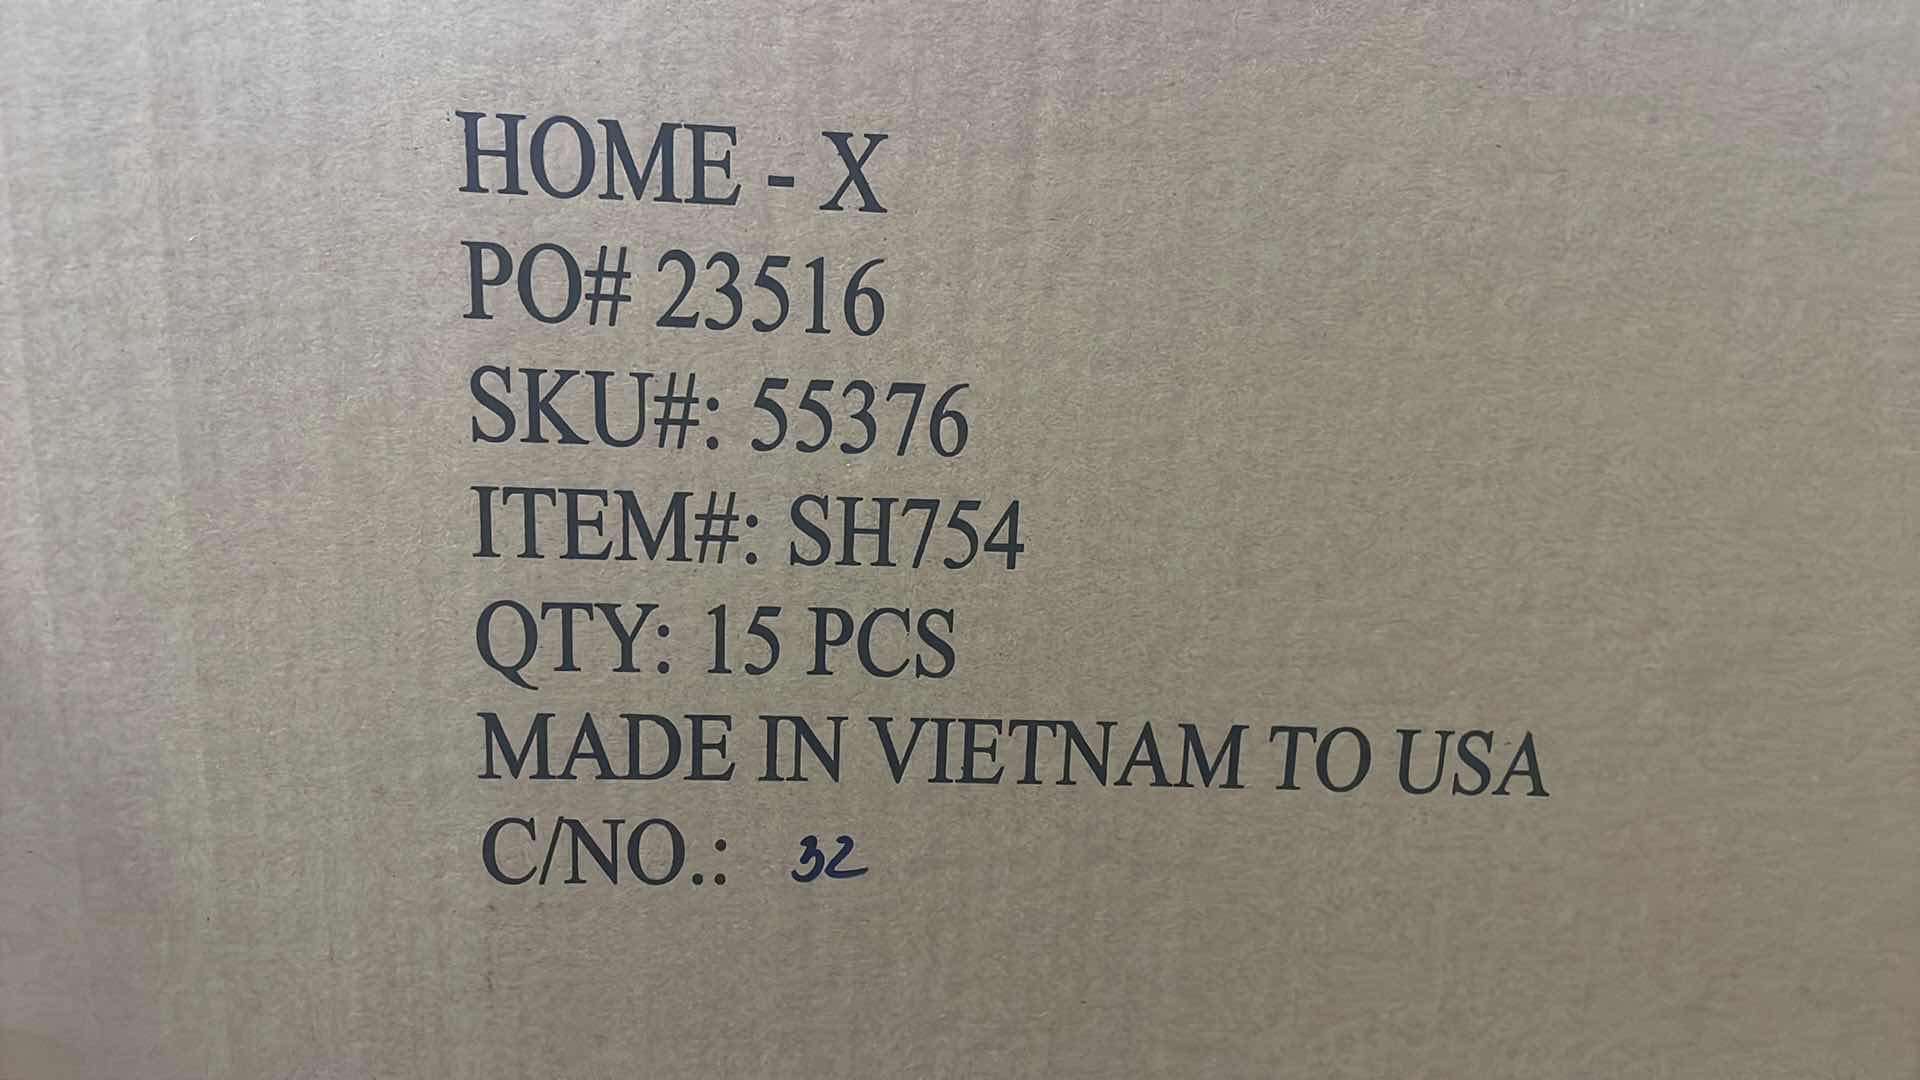 HOME - X
PO# 23516
SKU#: 55376
ITEM#: SH754
QTY: 15 PCS
MADE IN VIETNAM TO USA
C/NO.: 32